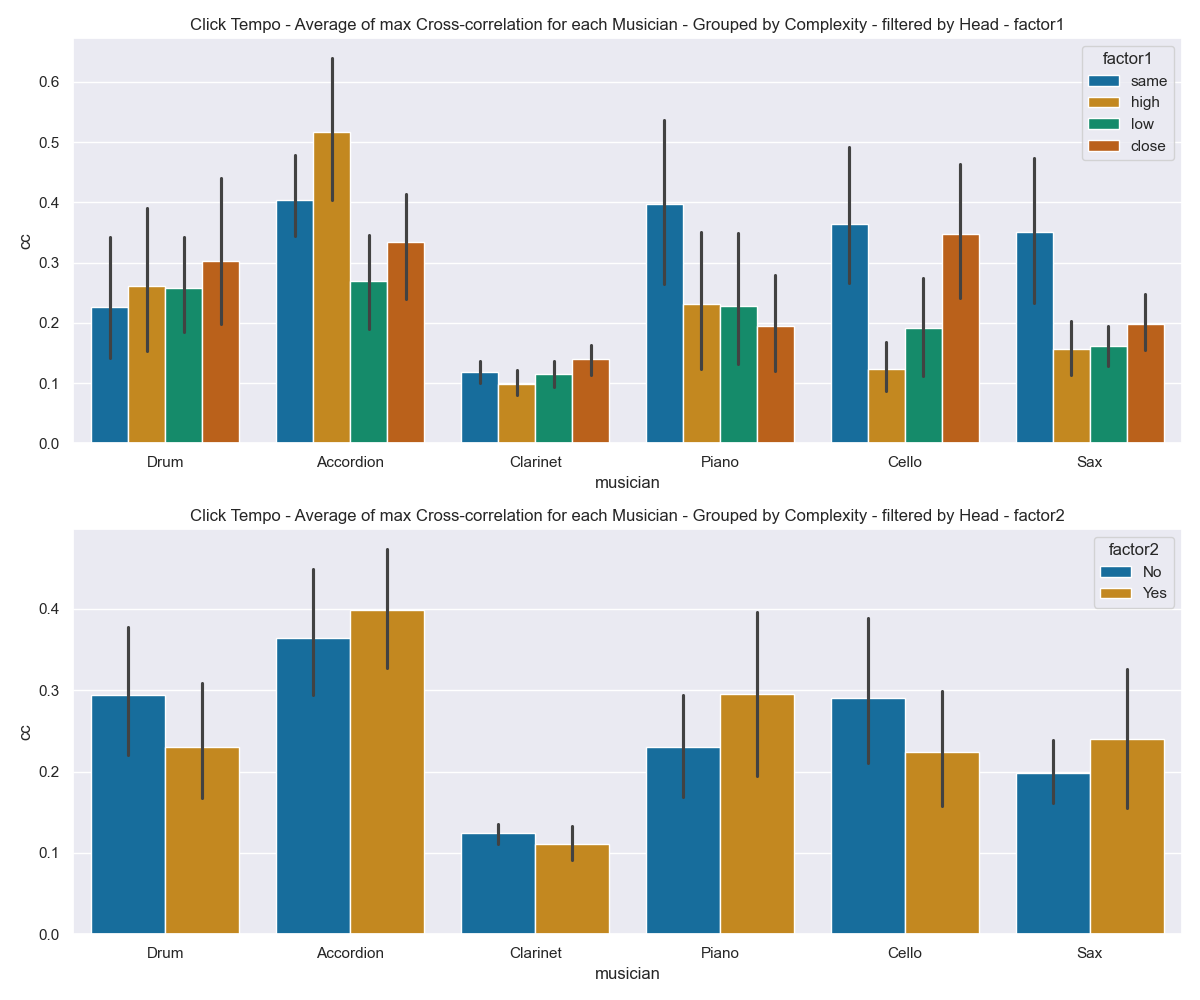 Click Tempo - Average of max Cross-correlation for each Musician - Grouped by Complexity - filtered by Head - factor1
factor1
same
high
low
close
0.6
0.5
0.4
0.3
0.2
0.1
0.0
cc
Drum Accordion Clarinet Piano Cello Sax
musician
Click Tempo - Average of max Cross-correlation for each Musician - Grouped by Complexity - filtered by Head - factor2
factor2
No
Yes
0.4
0.3
0.2
0.1
0.0
cc
Drum Accordion Clarinet Piano Cello Sax
musician